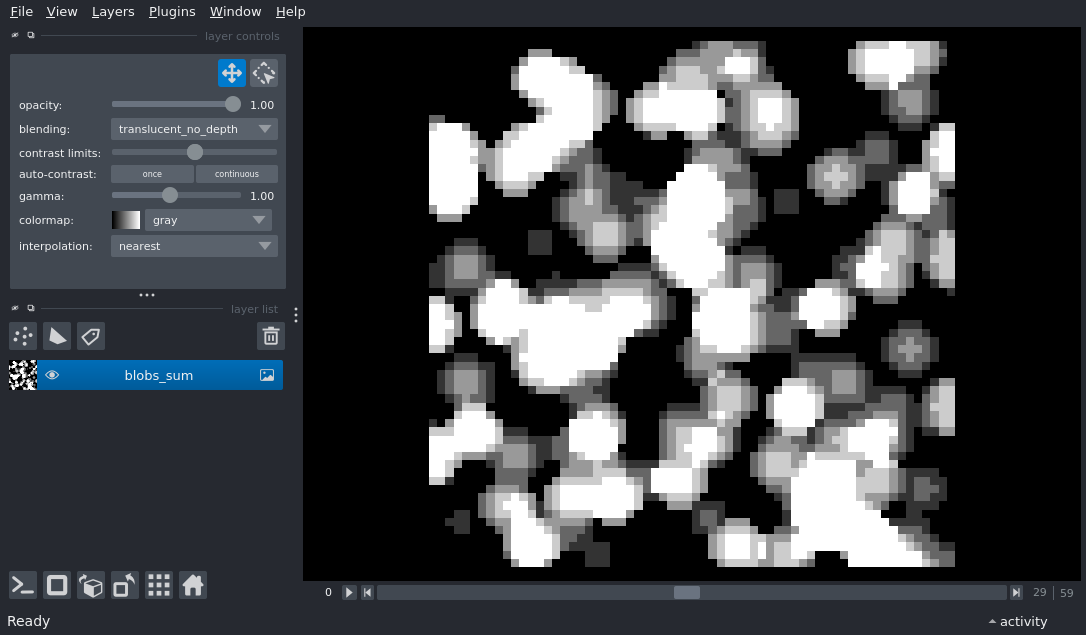 File View Layers Plugins Window Help
layer controls
opacity: 1.00
blending: translucent_no_depth
contrast limits:
auto-contrast: once continuous
gamma: 1.00
colormap: gray
interpolation: nearest
layer list
blobs_sum
0 29 | 59
Ready activity